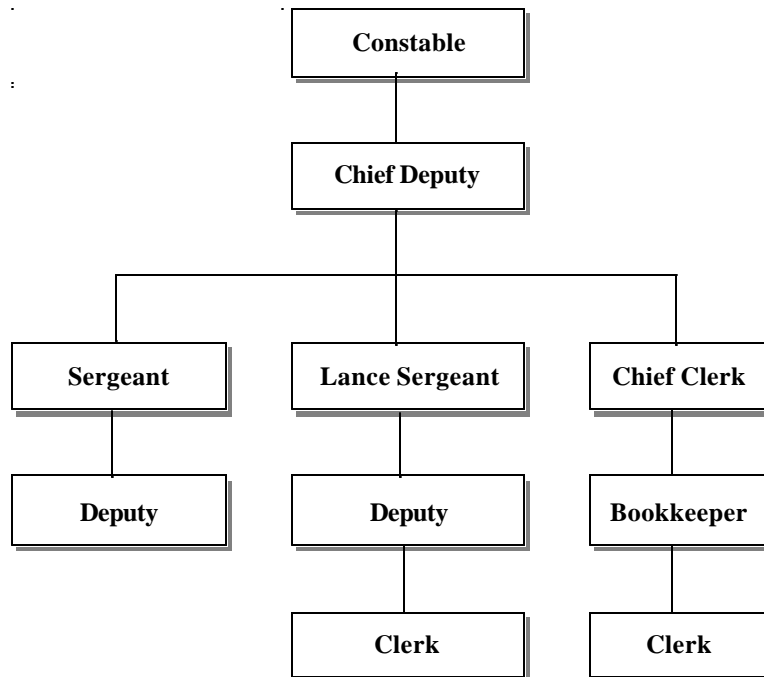 Constable
Chief Deputy
Sergeant
Lance Sergeant
Chief Clerk
Deputy
Deputy
Bookkeeper
Clerk
Clerk